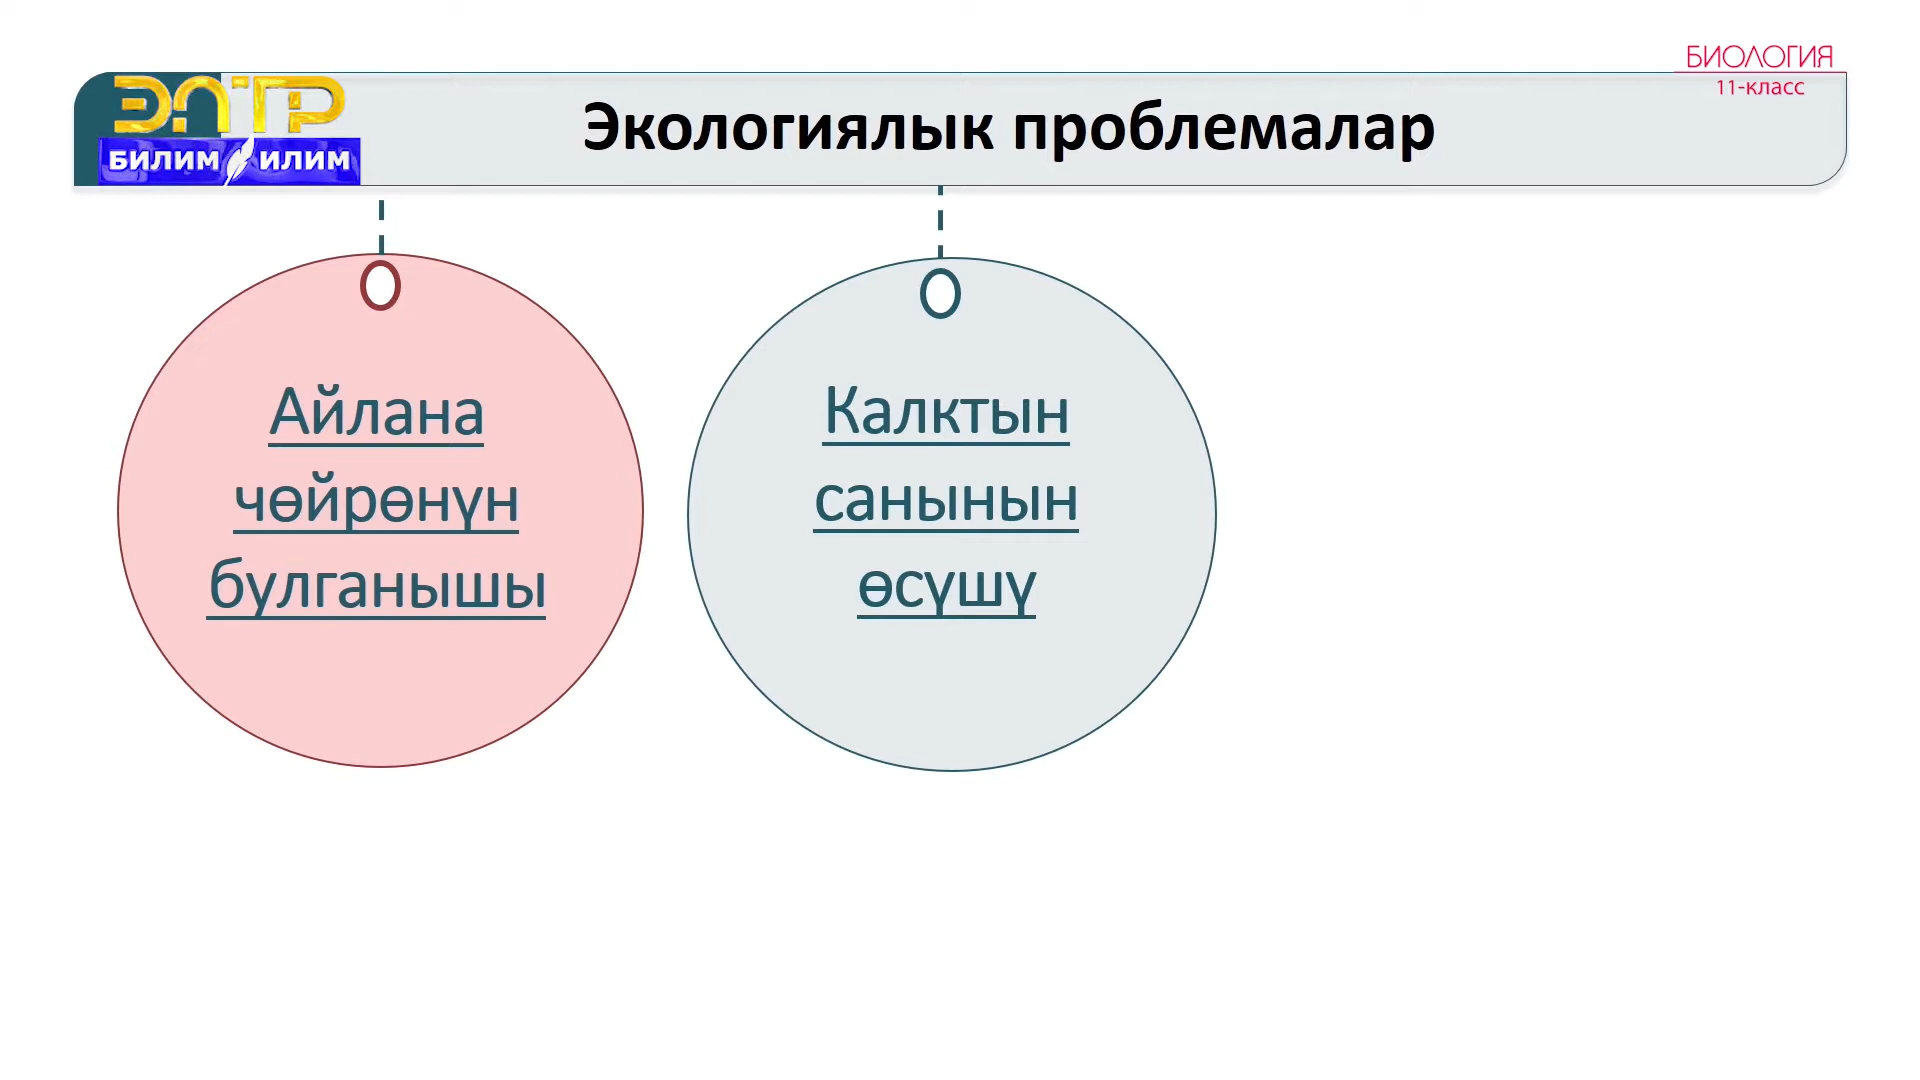 БИОЛОГИЯ
11-класс
ЭЛТР
БИЛИМ ИЛИМ
Экологиялык проблемалар
Айлана
чөйрөнүн
булганышы
Калктын
санынын
өсүшү